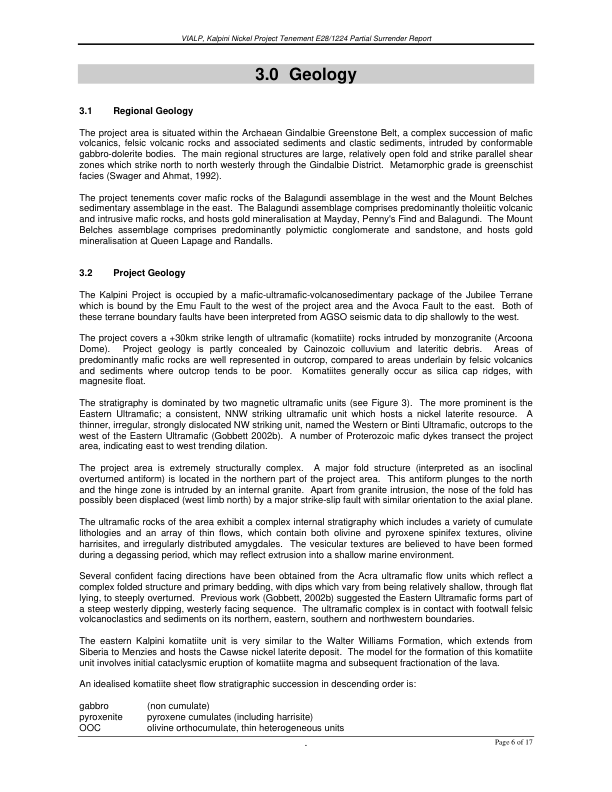 VIALP, Kalpini Nickel Project Tenement E28/1224 Partial Surrender Report
3.0 Geology
3.1 Regional Geology
The project area is situated within the Archaean Gindalbie Greenstone Belt, a complex succession of mafic
volcanics, felsic volcanic rocks and associated sediments and clastic sediments, intruded by conformable
gabbro-dolerite bodies. The main regional structures are large, relatively open fold and strike parallel shear
zones which strike north to north westerly through the Gindalbie District. Metamorphic grade is greenschist
facies (Swager and Ahmat, 1992).
The project tenements cover mafic rocks of the Balagundi assemblage in the west and the Mount Belches
sedimentary assemblage in the east. The Balagundi assemblage comprises predominantly tholeiitic volcanic
and intrusive mafic rocks, and hosts gold mineralisation at Mayday, Penny's Find and Balagundi. The Mount
Belches assemblage comprises predominantly polymictic conglomerate and sandstone, and hosts gold
mineralisation at Queen Lapage and Randalls.
3.2 Project Geology
The Kalpini Project is occupied by a mafic-ultramafic-volcanosedimentary package of the Jubilee Terrane
which is bound by the Emu Fault to the west of the project area and the Avoca Fault to the east. Both of
these terrane boundary faults have been interpreted from AGSO seismic data to dip shallowly to the west.
The project covers a +30km strike length of ultramafic (komatiite) rocks intruded by monzogranite (Arcoona
Dome). Project geology is partly concealed by Cainozoic colluvium and lateritic debris. Areas of
predominantly mafic rocks are well represented in outcrop, compared to areas underlain by felsic volcanics
and sediments where outcrop tends to be poor. Komatiites generally occur as silica cap ridges, with
magnesite float.
The stratigraphy is dominated by two magnetic ultramafic units (see Figure 3). The more prominent is the
Eastern Ultramafic; a consistent, NNW striking ultramafic unit which hosts a nickel laterite resource. A
thinner, irregular, strongly dislocated NW striking unit, named the Western or Binti Ultramafic, outcrops to the
west of the Eastern Ultramafic (Gobbett 2002b). A number of Proterozoic mafic dykes transect the project
area, indicating east to west trending dilation.
The project area is extremely structurally complex. A major fold structure (interpreted as an isoclinal
overturned antiform) is located in the northern part of the project area. This antiform plunges to the north
and the hinge zone is intruded by an internal granite. Apart from granite intrusion, the nose of the fold has
possibly been displaced (west limb north) by a major strike-slip fault with similar orientation to the axial plane.
The ultramafic rocks of the area exhibit a complex internal stratigraphy which includes a variety of cumulate
lithologies and an array of thin flows, which contain both olivine and pyroxene spinifex textures, olivine
harrisites, and irregularly distributed amygdales. The vesicular textures are believed to have been formed
during a degassing period, which may reflect extrusion into a shallow marine environment.
Several confident facing directions have been obtained from the Acra ultramafic flow units which reflect a
complex folded structure and primary bedding, with dips which vary from being relatively shallow, through flat
lying, to steeply overturned. Previous work (Gobbett, 2002b) suggested the Eastern Ultramafic forms part of
a steep westerly dipping, westerly facing sequence. The ultramafic complex is in contact with footwall felsic
volcanoclastics and sediments on its northern, eastern, southern and northwestern boundaries.
The eastern Kalpini komatiite unit is very similar to the Walter Williams Formation, which extends from
Siberia to Menzies and hosts the Cawse nickel laterite deposit. The model for the formation of this komatiite
unit involves initial cataclysmic eruption of komatiite magma and subsequent fractionation of the lava.
An idealised komatiite sheet flow stratigraphic succession in descending order is:
gabbro (non cumulate)
pyroxenite pyroxene cumulates (including harrisite)
OOC olivine orthocumulate, thin heterogeneous units
- Page 6 of 17